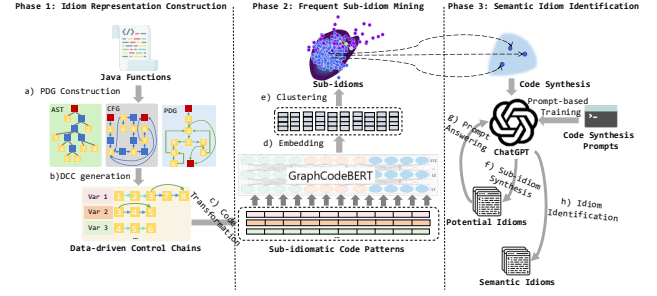 Phase 1: Idiom Representation Construction
Phase 2: Frequent Sub-idiom Mining
Phase 3: Semantic Idiom Identification
Java Functions
a) PDG Construction
AST
CFG
PDG
b)DCC generation
Var 1
Var 2
Var 3
...
Data-driven Control Chains
c) Code Transformation
Sub-idioms
e) Clustering
d) Embedding
GraphCodeBERT
...
Sub-idiomatic Code Patterns
Code Synthesis
Prompt-based
Training
Code Synthesis
Prompts
ChatGPT
g) Prompt
Answering
f) Sub-idiom
Synthesis
h) Idiom
Identification
Potential Idioms
Semantic Idioms